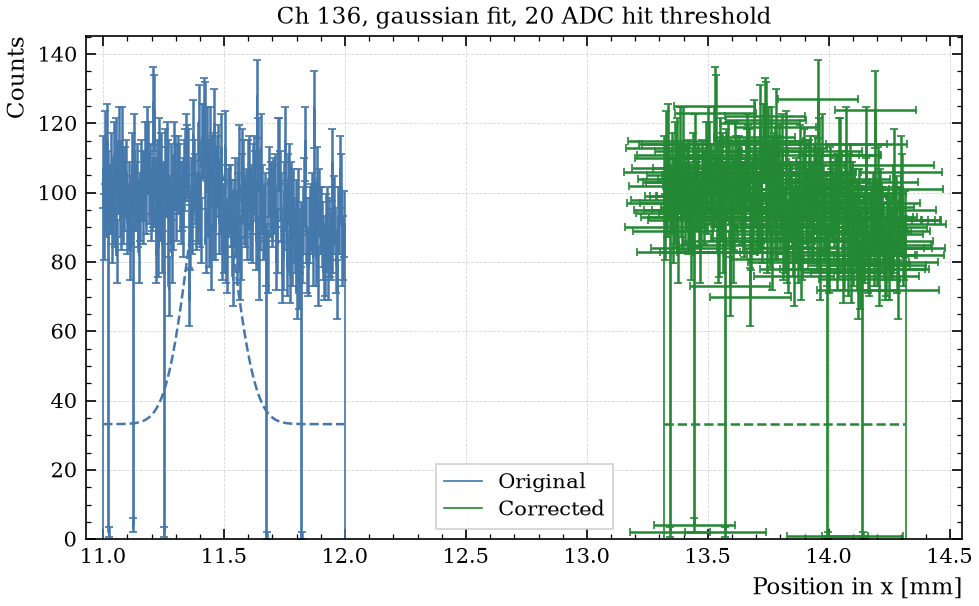 Ch 136, gaussian fit, 20 ADC hit threshold
Counts
140
120
100
80
60
40
20
0
Original
Corrected
11.0 11.5 12.0 12.5 13.0 13.5 14.0 14.5
Position in x [mm]